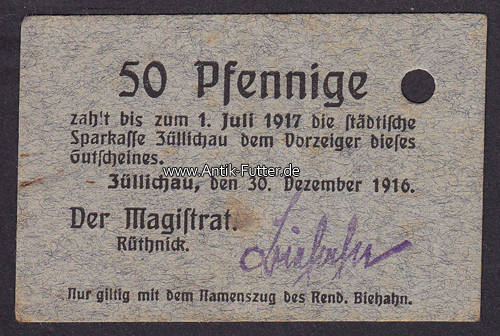 50 Pfennige
zahlt bis zum 1. Juli 1917 die städtische
Sparkasse Züllichau dem Vorzeiger dieses
Gutscheines.
www.Antik-Futter.de
Züllichau, den 30. Dezember 1916.
Der Magistrat.
Rüthnick.
Biehahn
Nur giltig mit dem Namenszug des Rend. Biehahn.